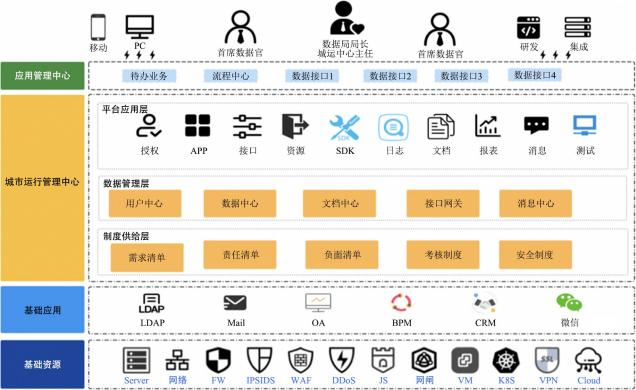 移动 PC 首席数据官 数据局局长 首席数据官 研发 集成
城运中心主任
应用管理中心
待办业务 流程中心 数据接口1 数据接口2 数据接口3 数据接口4
城市运行管理中心
平台应用层
SDK
授权 APP 接口 资源 SDK 日志 文档 报表 消息 测试
数据管理层
用户中心 数据中心 文档中心 接口网关 消息中心
制度供给层
需求清单 责任清单 负面清单 考核制度 安全制度
基础应用
LDAP
LDAP Mail OA BPM CRM 微信
基础资源
SSL
Server 网络 FW IPSIDS WAF DDoS JS 网闸 VM K8S VPN Cloud